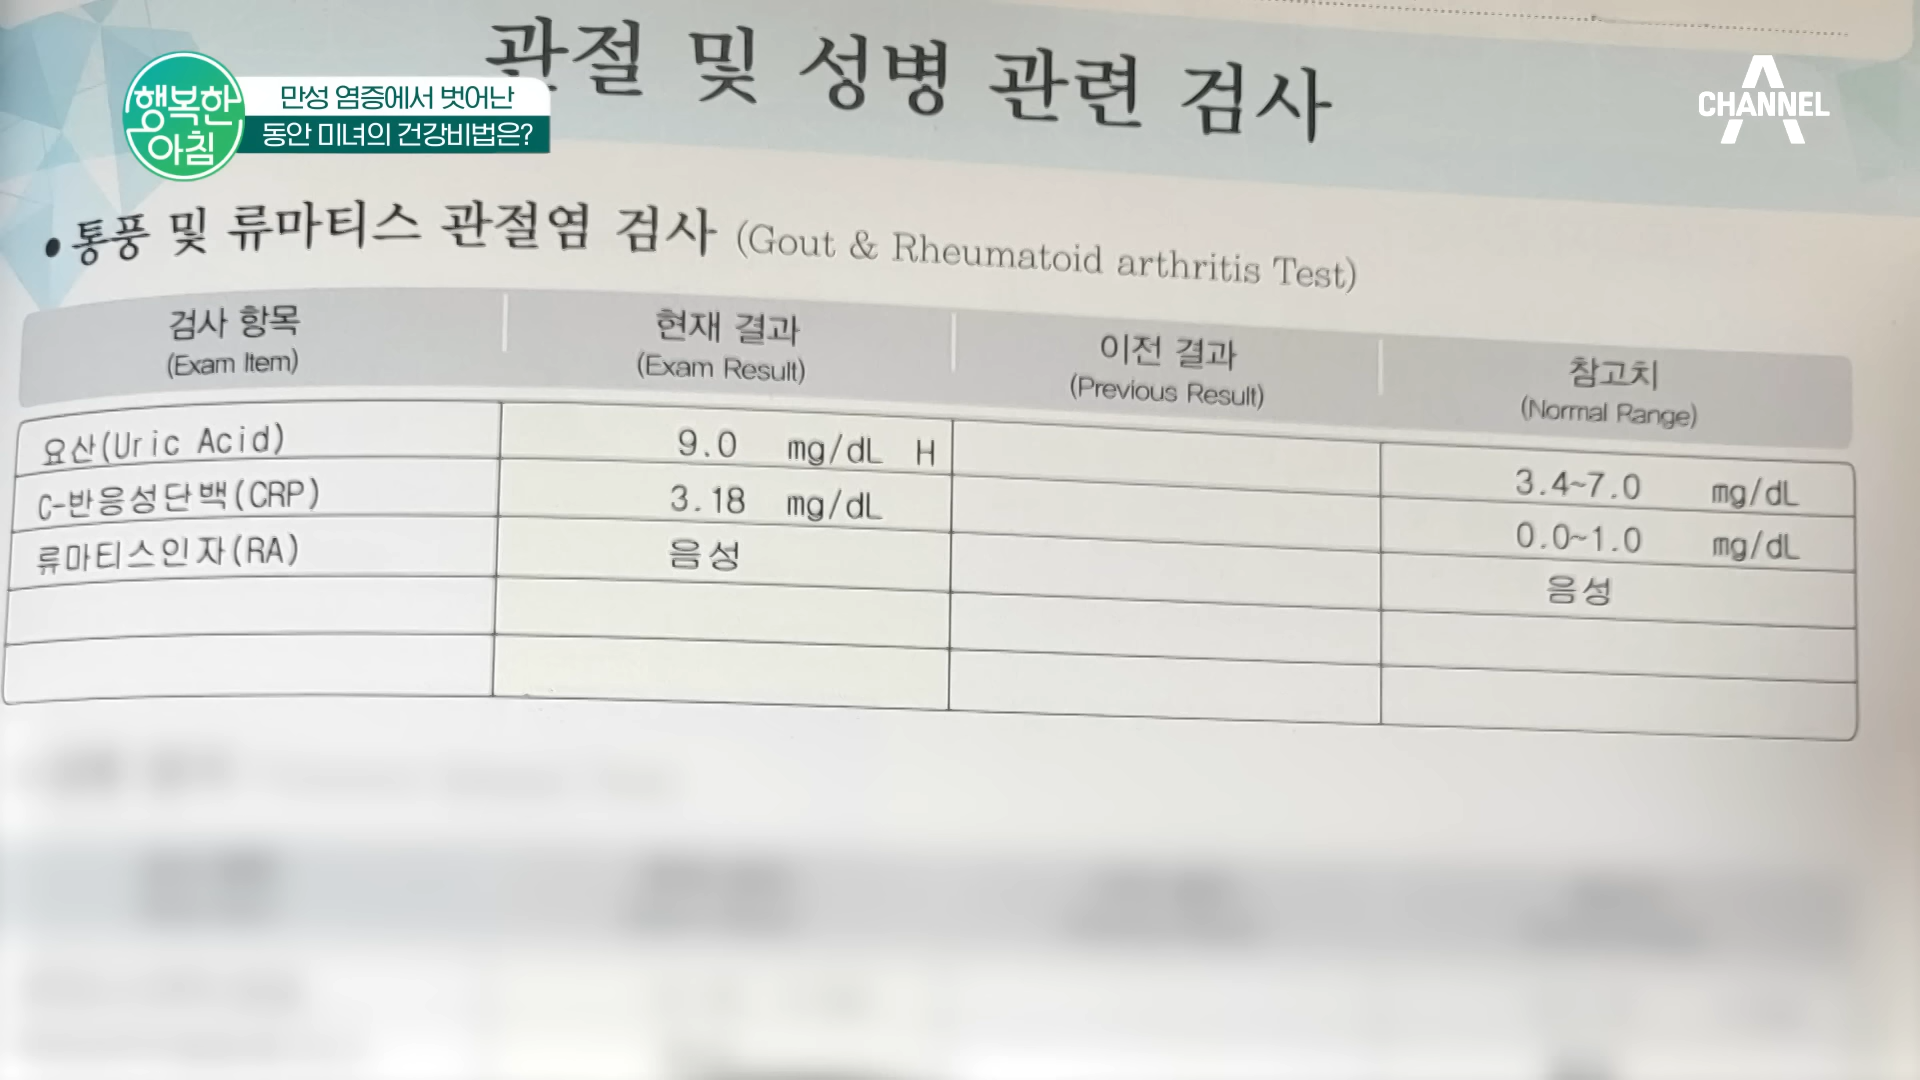 관절 및 성병 관련 검사
행복한
아침
만성 염증에서 벗어난
동안 미녀의 건강비법은?
CHANNEL A
• 통풍 및 류마티스 관절염 검사 (Gout & Rheumatoid arthritis Test)
검사 항목 현재 결과 이전 결과 참고치
(Exam Item) (Exam Result) (Previous Result) (Normal Range)
요산(Uric Acid) 9.0 mg/dL H 3.4~7.0 mg/dL
C-반응성단백(CRP) 3.18 mg/dL 0.0~1.0 mg/dL
류마티스인자(RA) 음성 음성